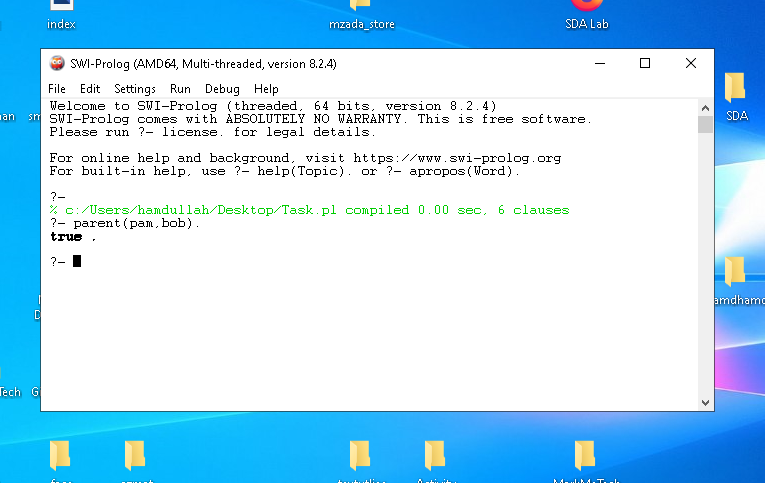 index
mzada_store
SDA Lab
SWI-Prolog (AMD64, Multi-threaded, version 8.2.4)
File Edit Settings Run Debug Help
Welcome to SWI-Prolog (threaded, 64 bits, version 8.2.4)
SWI-Prolog comes with ABSOLUTELY NO WARRANTY. This is free software.
Please run ?- license. for legal details.
For online help and background, visit https://www.swi-prolog.org
For built-in help, use ?- help(Topic). or ?- apropos(Word).
?-
% c:/Users/hamdullah/Desktop/Task.pl compiled 0.00 sec, 6 clauses
?- parent(pam,bob).
true .
?-
SDA